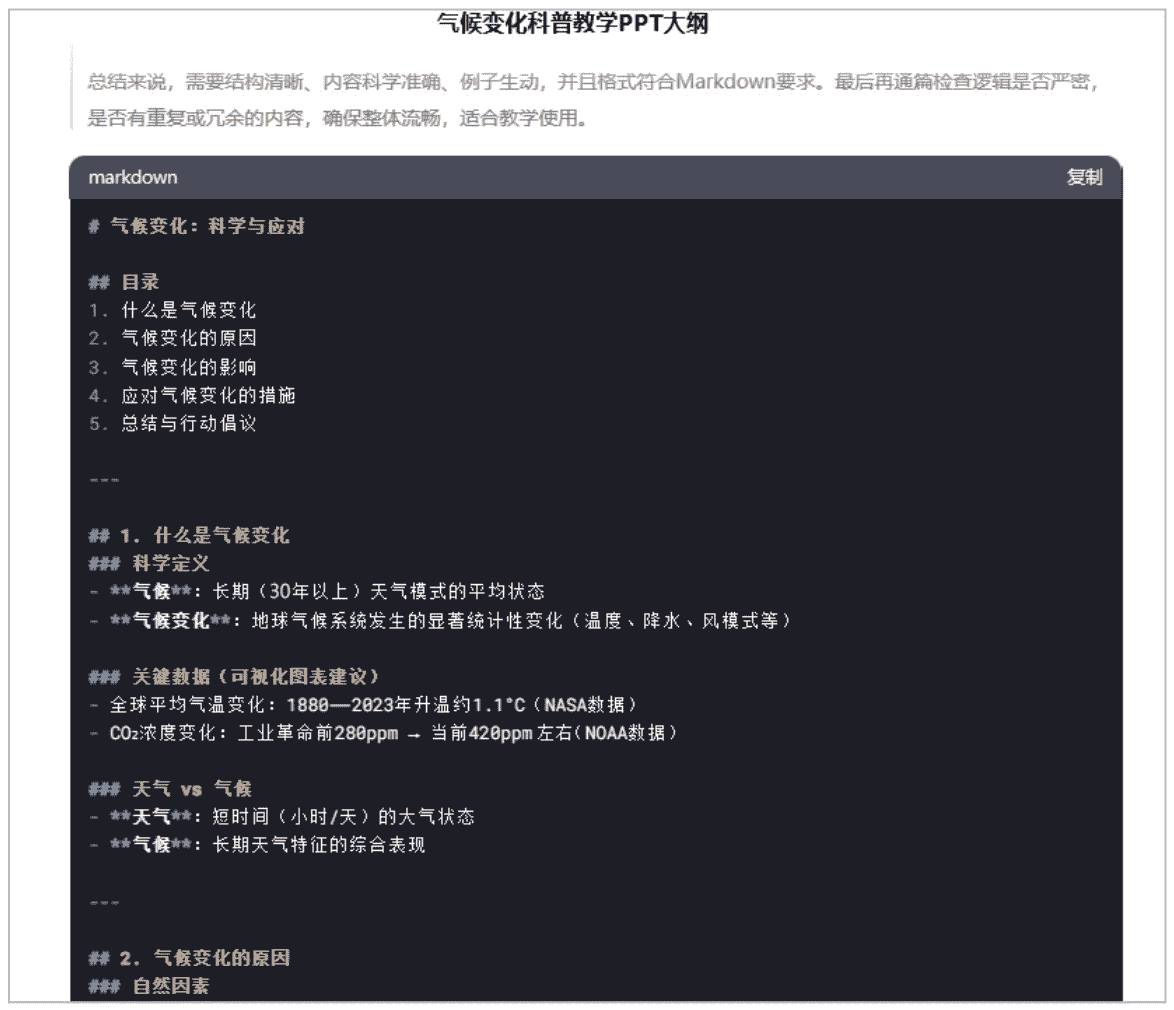 气候变化科普教学PPT大纲
总结来说，需要结构清晰、内容科学准确、例子生动，并且格式符合Markdown要求。最后再通篇检查逻辑是否严密，
是否有重复或冗余的内容，确保整体流畅，适合教学使用。
markdown 复制
# 气候变化：科学与应对
## 目录
1. 什么是气候变化
2. 气候变化的原因
3. 气候变化的影响
4. 应对气候变化的措施
5. 总结与行动倡议
---
## 1. 什么是气候变化
### 科学定义
- **气候**：长期（30年以上）天气模式的平均状态
- **气候变化**：地球气候系统发生的显著统计性变化（温度、降水、风模式等）
### 关键数据（可视化图表建议）
- 全球平均气温变化：1880——2023年升温约1.1°C（NASA数据）
- CO₂浓度变化：工业革命前280ppm → 当前420ppm左右（NOAA数据）
### 天气 vs 气候
- **天气**：短时间（小时/天）的大气状态
- **气候**：长期天气特征的综合表现
---
## 2. 气候变化的原因
### 自然因素